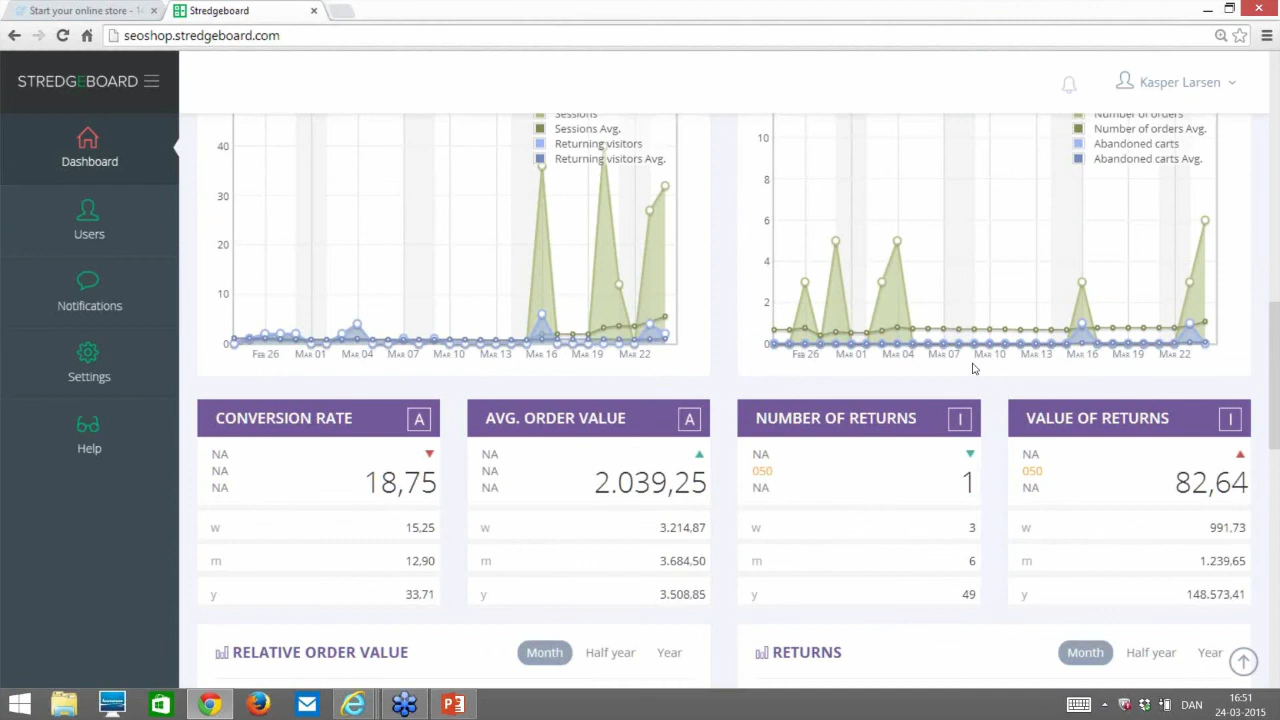 Start your online store - 1
Stredgeboard
seoshop.stredgeboard.com
STREDGEBOARD
Kasper Larsen
Dashboard
Users
Notifications
Settings
Help
Sessions
Sessions Avg.
Returning visitors
Returning visitors Avg.
40
30
20
10
0
FEB 26 MAR 01 MAR 04 MAR 07 MAR 10 MAR 13 MAR 16 MAR 19 MAR 22
Number of orders
Number of orders Avg.
Abandoned carts
Abandoned carts Avg.
10
8
6
4
2
0
FEB 26 MAR 01 MAR 04 MAR 07 MAR 10 MAR 13 MAR 16 MAR 19 MAR 22
CONVERSION RATE A
NA
NA
NA
18,75
w 15,25
m 12,90
y 33,71
AVG. ORDER VALUE A
NA
NA
NA
2.039,25
w 3.214,87
m 3.684,50
y 3.508,85
NUMBER OF RETURNS I
NA
050
NA
1
w 3
m 6
y 49
VALUE OF RETURNS I
NA
050
NA
82,64
w 991,73
m 1.239,65
y 148.573,41
RELATIVE ORDER VALUE Month Half year Year
RETURNS Month Half year Year
DAN
16:51
24-03-2015